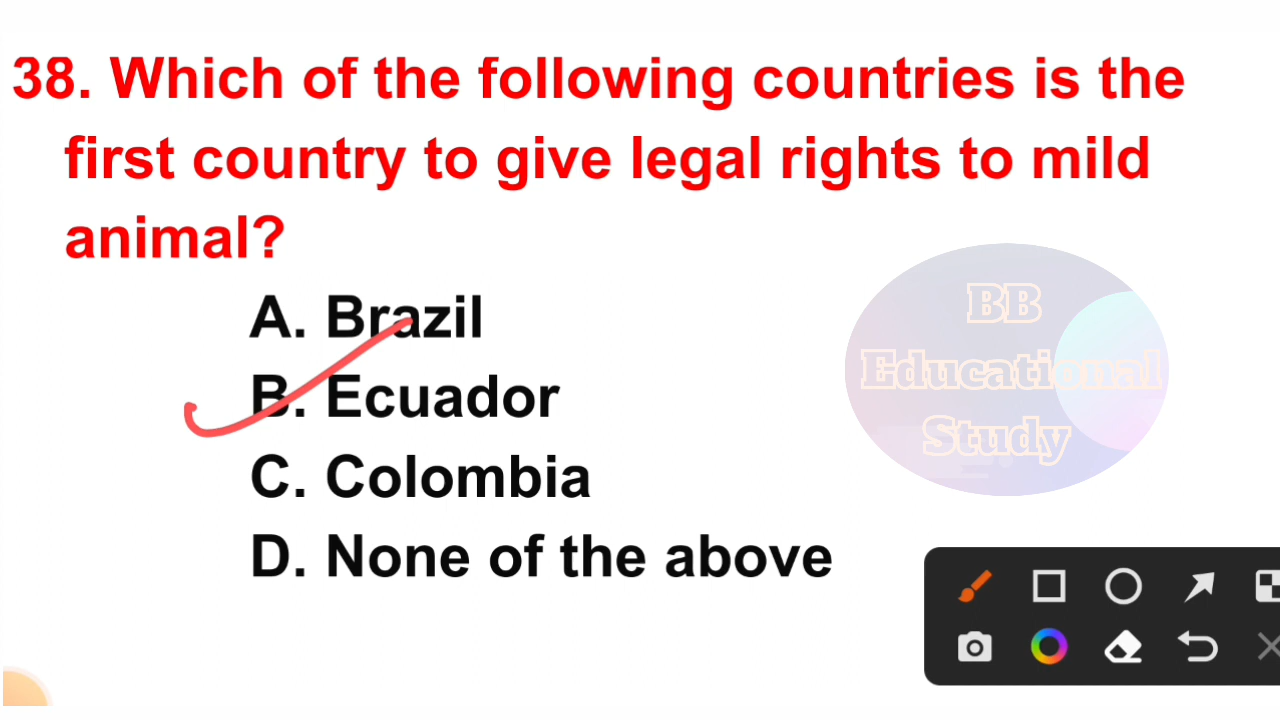 38. Which of the following countries is the
first country to give legal rights to mild
animal?
A. Brazil
B. Ecuador
C. Colombia
D. None of the above
BB
Educational
Study